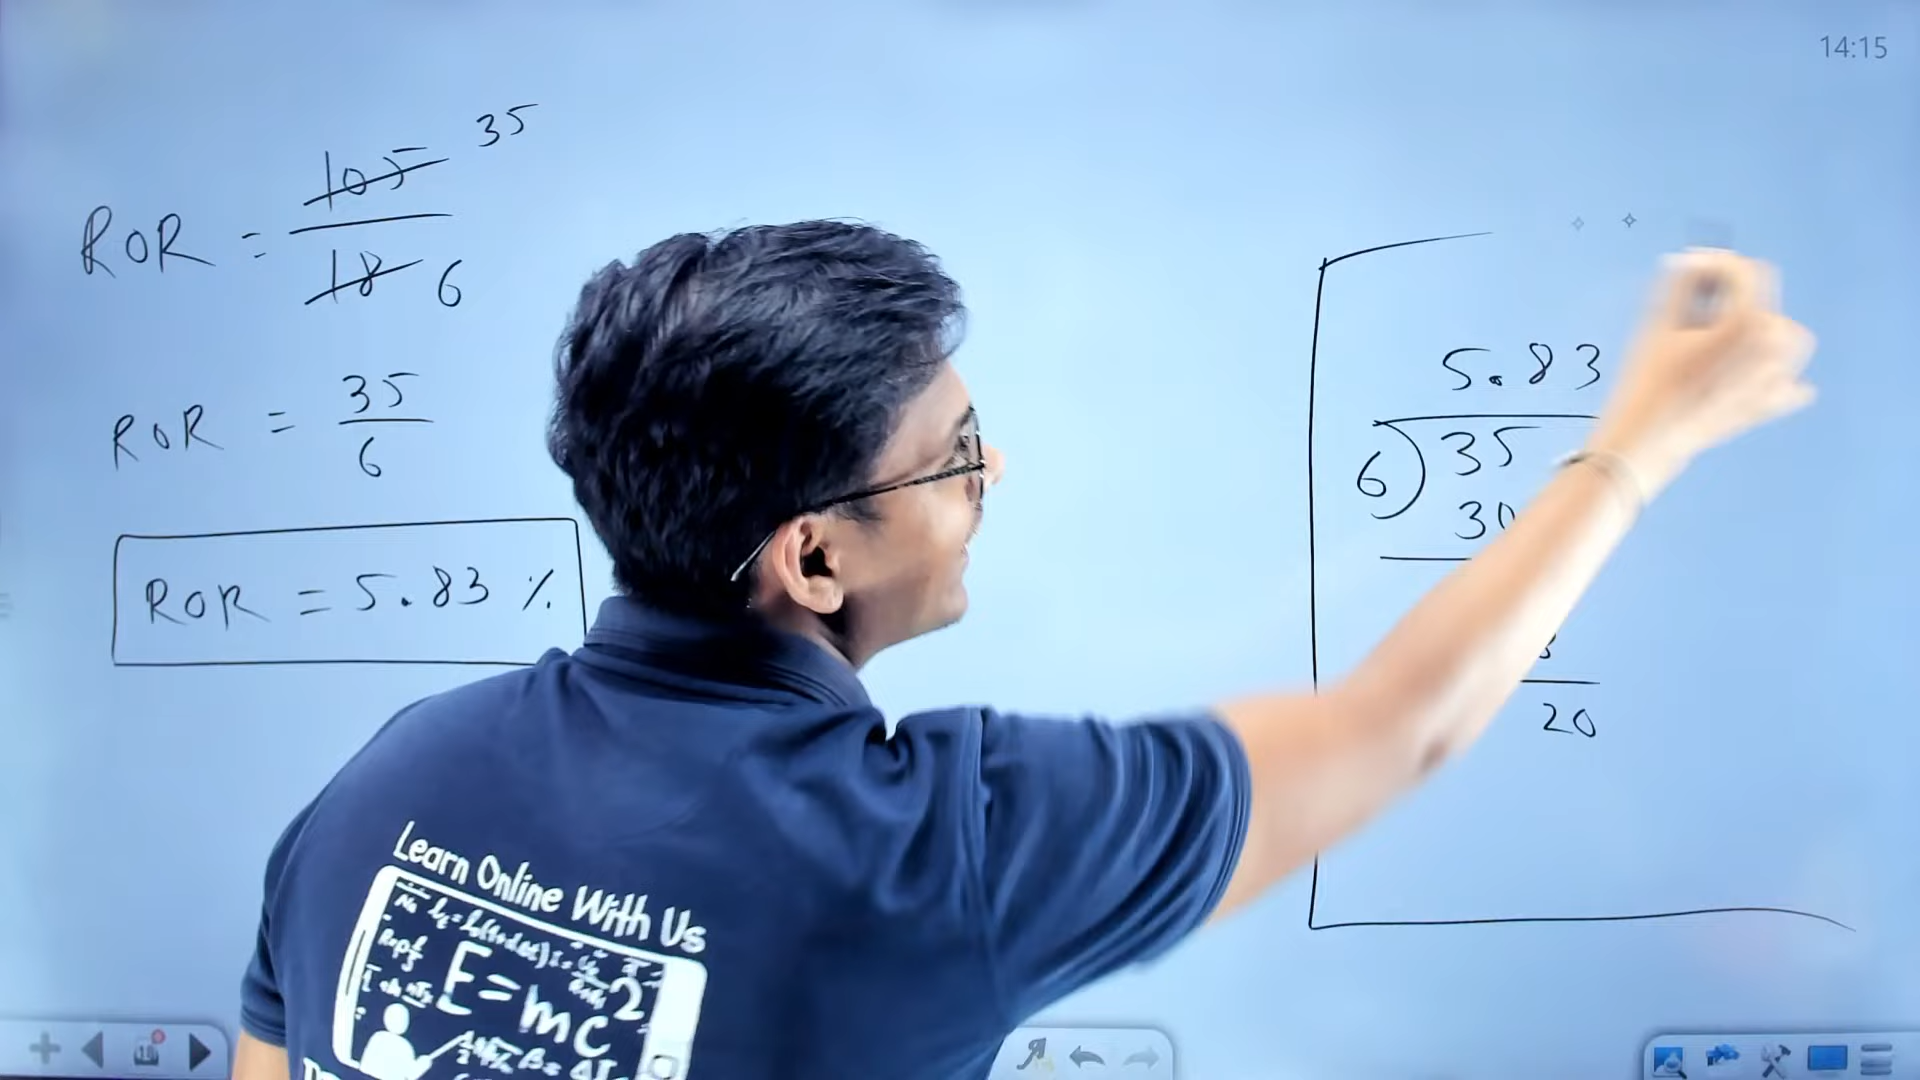 14:15
35
ROR = 105/18 6
ROR = 35/6
ROR = 5.83 %
5.83
6)35
30
20
Learn Online With Us
E=mc2